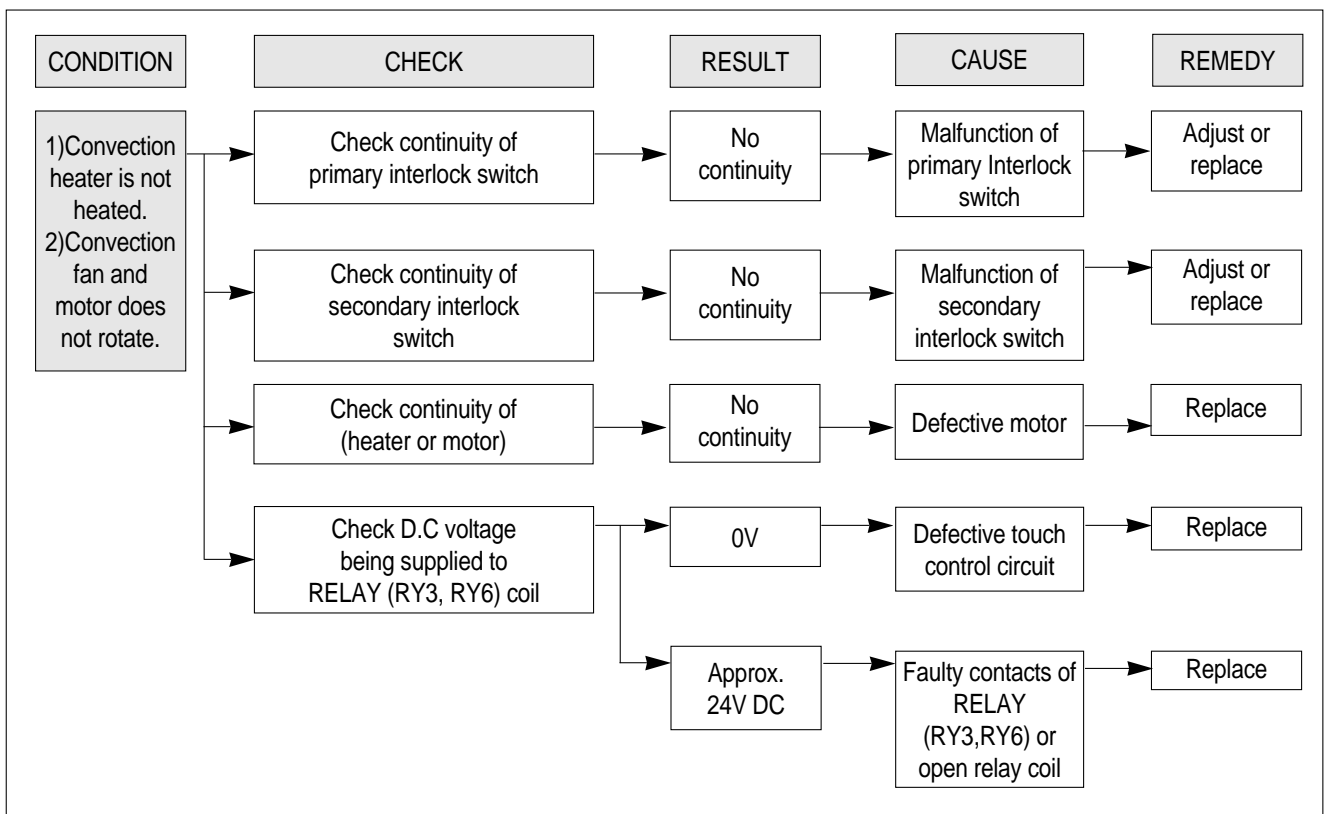 CONDITION
CHECK
RESULT
CAUSE
REMEDY
1)Convection
heater is not
heated.
2)Convection
fan and
motor does
not rotate.
Check continuity of
primary interlock switch
No
continuity
Malfunction of
primary Interlock
switch
Adjust or
replace
Check continuity of
secondary interlock
switch
No
continuity
Malfunction of
secondary
interlock switch
Adjust or
replace
Check continuity of
(heater or motor)
No
continuity
Defective motor
Replace
Check D.C voltage
being supplied to
RELAY (RY3, RY6) coil
0V
Defective touch
control circuit
Replace
Approx.
24V DC
Faulty contacts of
RELAY
(RY3,RY6) or
open relay coil
Replace